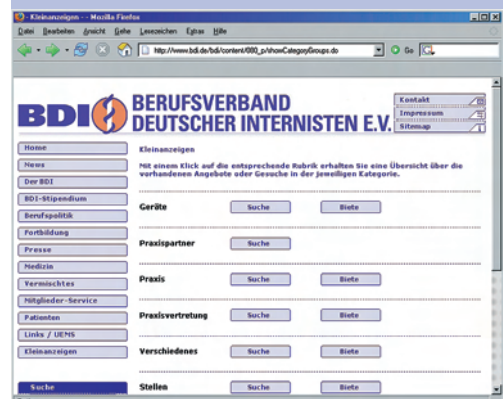 Kleinanzeigen - - Mozilla Firefox
Datei Bearbeiten Ansicht Gehe Lesezeichen Extras Hilfe
http://www.bdi.de/bdi/content/080_p/showCategoryGroups.do Go
BDI BERUFSVERBAND
DEUTSCHER INTERNISTEN E.V.
Kontakt
Impressum
Sitemap
Home
News
Der BDI
BDI-Stipendium
Berufspolitik
Fortbildung
Presse
Medizin
Vermischtes
Mitglieder-Service
Patienten
Links / UEMS
Kleinanzeigen
Suche
Kleinanzeigen
Mit einem Klick auf die entsprechende Rubrik erhalten Sie eine Übersicht über die
vorhandenen Angebote oder Gesuche in der jeweiligen Kategorie.
Geräte Suche Biete
Praxispartner Suche
Praxis Suche Biete
Praxisvertretung Suche Biete
Verschiedenes Suche Biete
Stellen Suche Biete